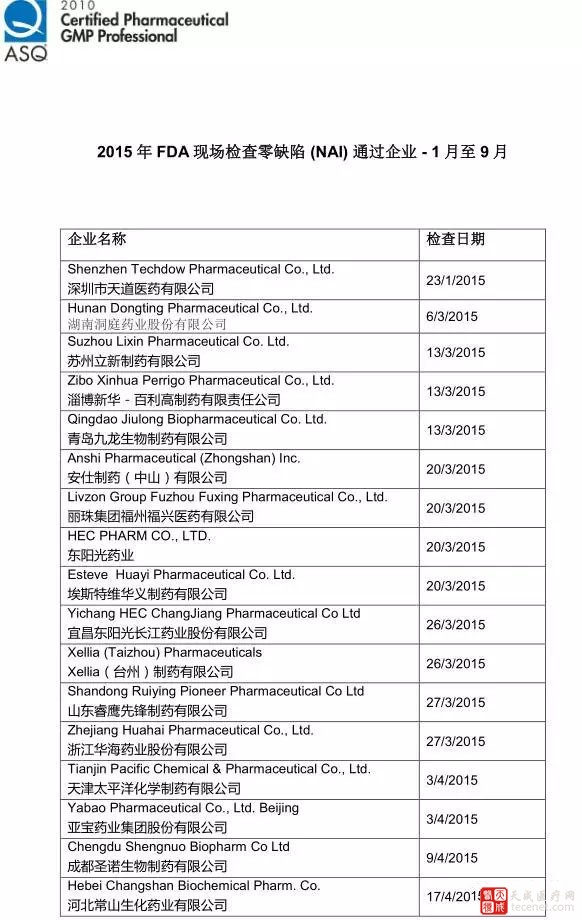 2010
Certified Pharmaceutical
GMP Professional
ASQ
2015 年 FDA 现场检查零缺陷 (NAI) 通过企业 - 1 月至 9 月
企业名称 检查日期
Shenzhen Techdow Pharmaceutical Co., Ltd.
深圳市天道医药有限公司 23/1/2015
Hunan Dongting Pharmaceutical Co., Ltd.
湖南洞庭药业股份有限公司 6/3/2015
Suzhou Lixin Pharmaceutical Co. Ltd.
苏州立新制药有限公司 13/3/2015
Zibo Xinhua Perrigo Pharmaceutical Co., Ltd.
淄博新华－百利高制药有限责任公司 13/3/2015
Qingdao Jiulong Biopharmaceutical Co. Ltd.
青岛九龙生物制药有限公司 13/3/2015
Anshi Pharmaceutical (Zhongshan) Inc.
安仕制药（中山）有限公司 20/3/2015
Livzon Group Fuzhou Fuxing Pharmaceutical Co., Ltd.
丽珠集团福州福兴医药有限公司 20/3/2015
HEC PHARM CO., LTD.
东阳光药业 20/3/2015
Esteve Huayi Pharmaceutical Co. Ltd.
埃斯特维华义制药有限公司 20/3/2015
Yichang HEC ChangJiang Pharmaceutical Co Ltd
宜昌东阳光长江药业股份有限公司 26/3/2015
Xellia (Taizhou) Pharmaceuticals
Xellia（台州）制药有限公司 26/3/2015
Shandong Ruiying Pioneer Pharmaceutical Co Ltd
山东睿鹰先锋制药有限公司 27/3/2015
Zhejiang Huahai Pharmaceutical Co., Ltd.
浙江华海药业股份有限公司 27/3/2015
Tianjin Pacific Chemical & Pharmaceutical Co., Ltd.
天津太平洋化学制药有限公司 3/4/2015
Yabao Pharmaceutical Co., Ltd. Beijing
亚宝药业集团股份有限公司 3/4/2015
Chengdu Shengnuo Biopharm Co Ltd
成都圣诺生物制药有限公司 9/4/2015
Hebei Changshan Biochemical Pharm. Co.
河北常山生化药业有限公司 17/4/2015
天成医疗网
tecenet.com